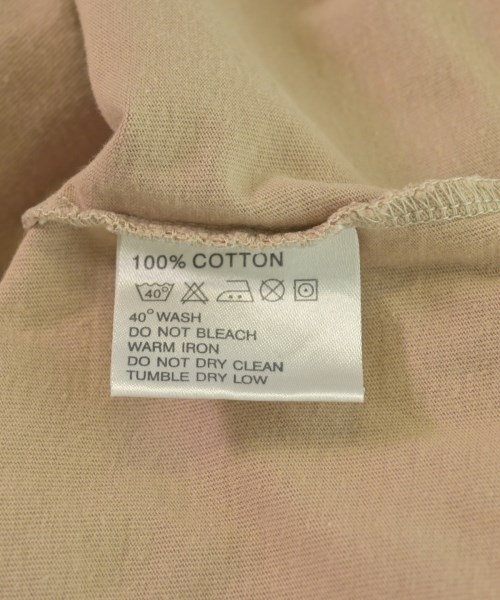 100% COTTON
40°
40° WASH
DO NOT BLEACH
WARM IRON
DO NOT DRY CLEAN
TUMBLE DRY LOW